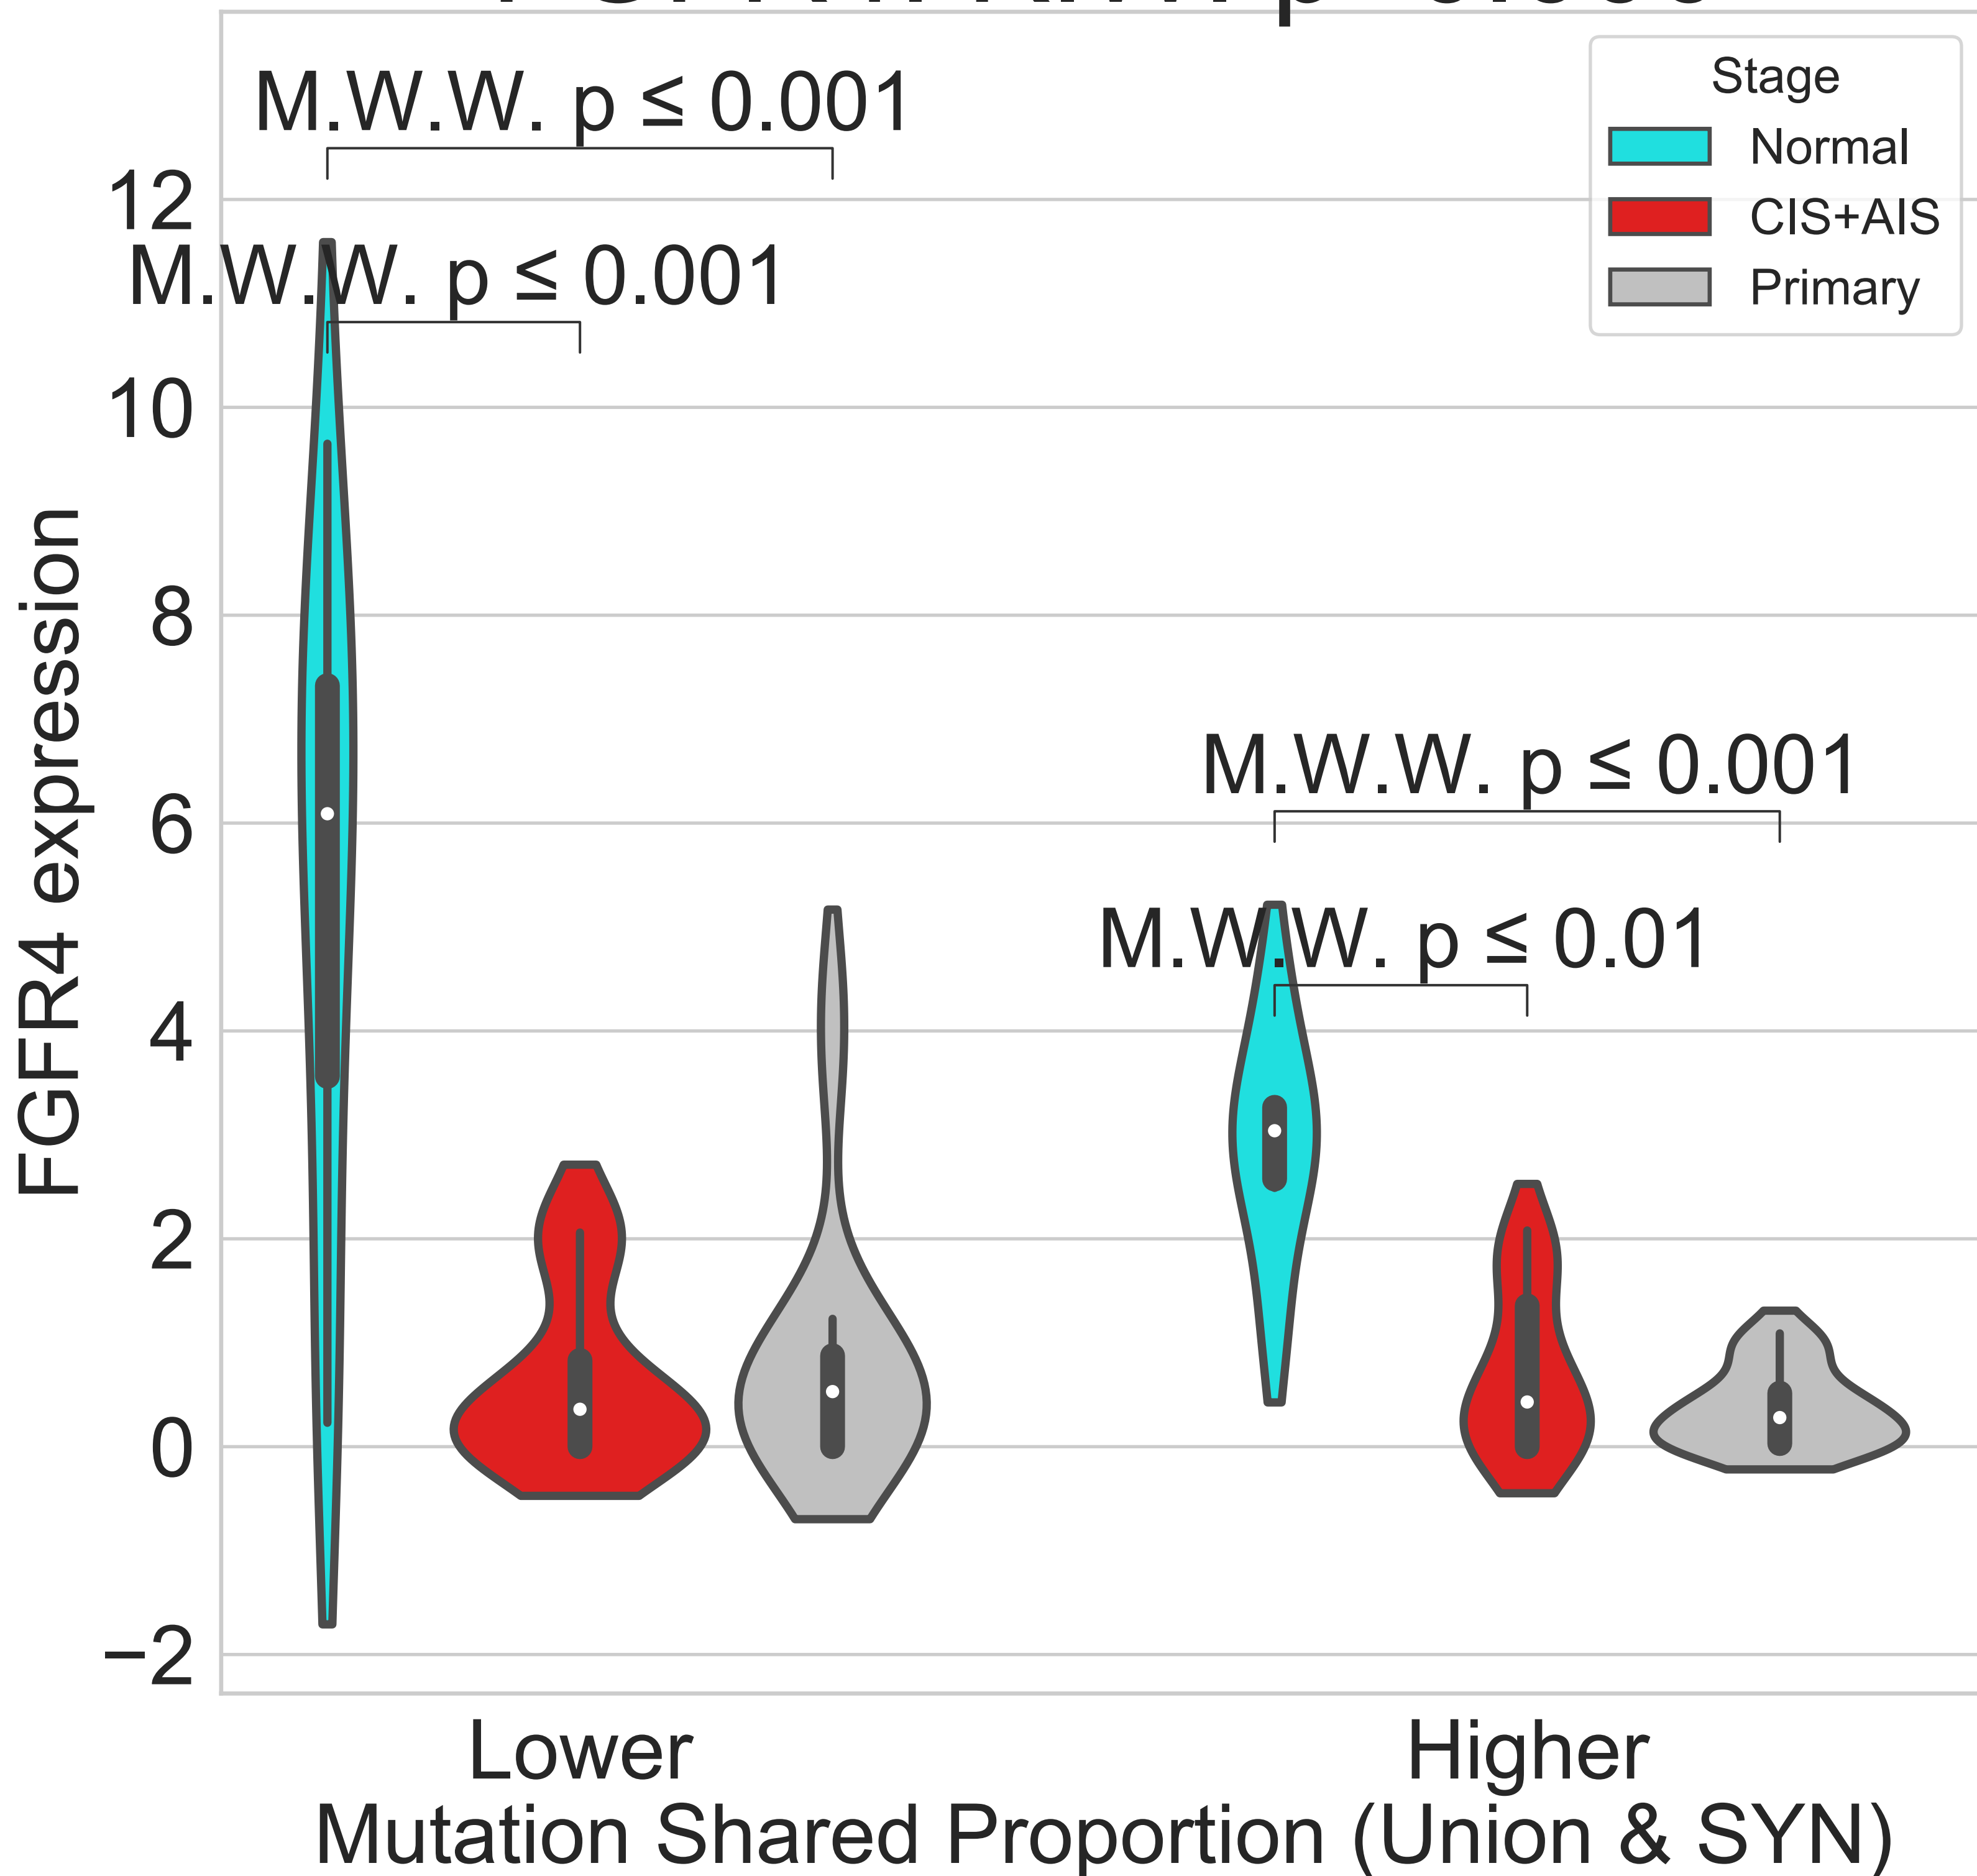 M.W.W. p ≤ 0.001
Stage
Normal
CIS+AIS
Primary
12
M.W.W. p ≤ 0.001
10
8
M.W.W. p ≤ 0.001
6
M.W.W. p ≤ 0.01
4
2
0
−2
FGFR4 expression
Lower
Higher
Mutation Shared Proportion (Union & SYN)